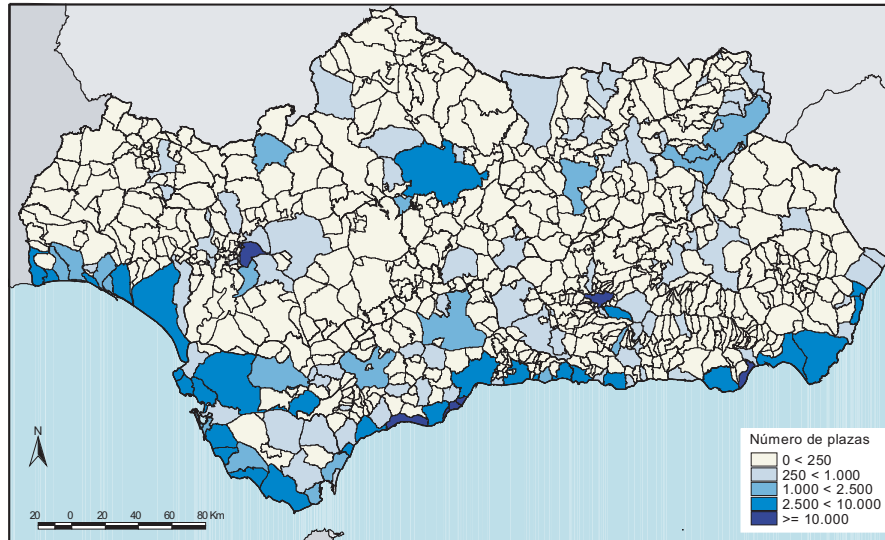 N
20 0 20 40 60 80 Km
Número de plazas
0 < 250
250 < 1.000
1.000 < 2.500
2.500 < 10.000
>= 10.000